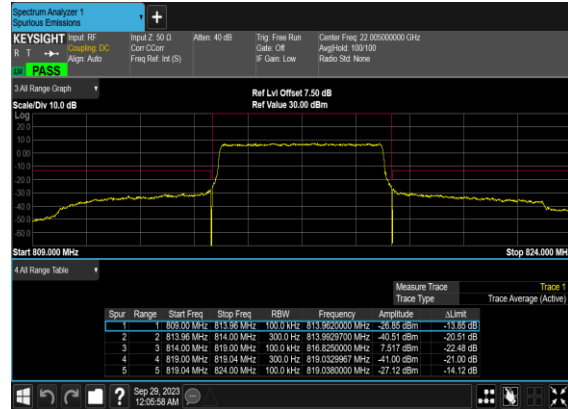 Spectrum Analyzer 1
Spurious Emissions
KEYSIGHT
R T
LXI PASS
Input: RF
Coupling: DC
Align: Auto
Input Z: 50 Ω
Corr CCorr
Freq Ref: Int (S)
Atten: 40 dB
Trig: Free Run
Gate: Off
IF Gain: Low
Center Freq: 22.005000000 GHz
Avg|Hold: 100/100
Radio Std: None
3 All Range Graph
Scale/Div 10.0 dB
Ref Lvl Offset 7.50 dB
Ref Value 30.00 dBm
Log
20.0
10.0
0.00
-10.0
-20.0
-30.0
-40.0
-50.0
-60.0
Start 809.000 MHz
Stop 824.000 MH
4 All Range Table
Measure Trace Trace 1
Trace Type Trace Average (Active)
Spur Range Start Freq Stop Freq RBW Frequency Amplitude ΔLimit
1 1 809.00 MHz 813.96 MHz 100.0 kHz 813.9620000 MHz -26.85 dBm -13.85 dB
2 2 813.96 MHz 814.00 MHz 300.0 Hz 813.9929700 MHz -40.51 dBm -20.51 dB
3 3 814.00 MHz 819.00 MHz 100.0 kHz 816.8250000 MHz 7.517 dBm -22.48 dB
4 4 819.00 MHz 819.04 MHz 300.0 Hz 819.0329967 MHz -41.00 dBm -21.00 dB
5 5 819.04 MHz 824.00 MHz 100.0 kHz 819.0380000 MHz -27.12 dBm -14.12 dB
Sep 29, 2023
12:05:58 AM